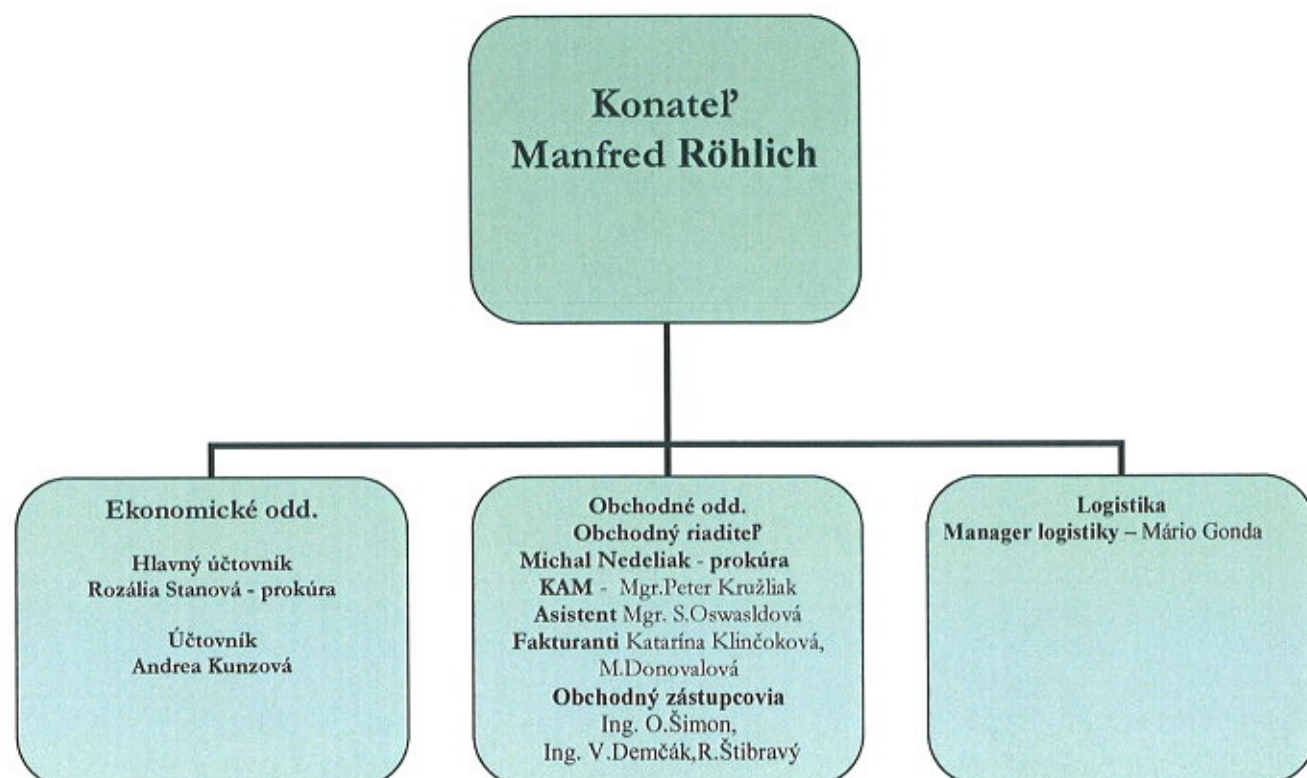 Konateľ
Manfred Röhlich
Ekonomické odd.
Hlavný účtovník
Rozália Stanová - prokúra
Účtovník
Andrea Kunzová
Obchodné odd.
Obchodný riaditeľ
Michal Nedeliak - prokúra
KAM - Mgr.Peter Kružliak
Asistent Mgr. S.Oswasldová
Fakturanti Katarína Klinčoková,
M.Donovalová
Obchodný zástupcovia
Ing. O.Šimon,
Ing. V.Demčák,R.Štibravý
Logistika
Manager logistiky – Mário Gonda